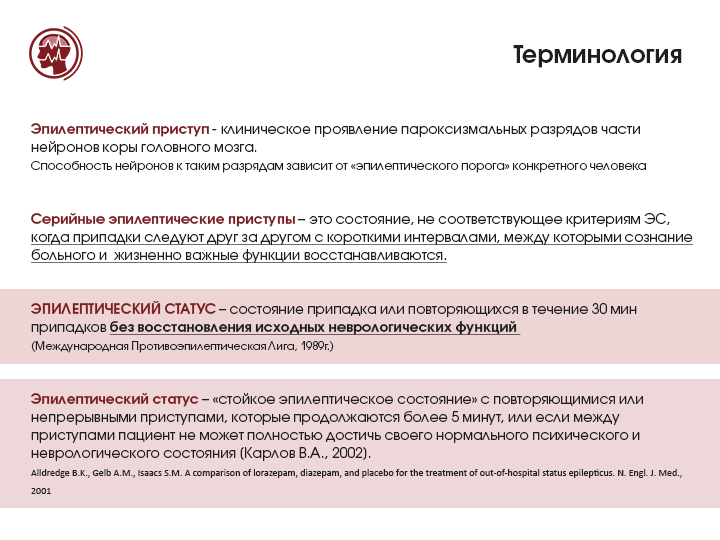 Терминология
Эпилептический приступ - клиническое проявление пароксизмальных разрядов части
нейронов коры головного мозга.
Способность нейронов к таким разрядам зависит от «эпилептического порога» конкретного человека
Серийные эпилептические приступы – это состояние, не соответствующее критериям ЭС,
когда припадки следуют друг за другом с короткими интервалами, между которыми сознание
больного и жизненно важные функции восстанавливаются.
ЭПИЛЕПТИЧЕСКИЙ СТАТУС – состояние припадка или повторяющихся в течение 30 мин
припадков без восстановления исходных неврологических функций
(Международная Противоэпилептическая Лига, 1989г.)
Эпилептический статус – «стойкое эпилептическое состояние» с повторяющимися или
непрерывными приступами, которые продолжаются более 5 минут, или если между
приступами пациент не может полностью достичь своего нормального психического и
неврологического состояния (Карлов В.А., 2002).
Alldredge B.K., Gelb A.M., Isaacs S.M. A comparison of lorazepam, diazepam, and placebo for the treatment of out-of-hospital status epilepticus. N. Engl. J. Med.,
2001